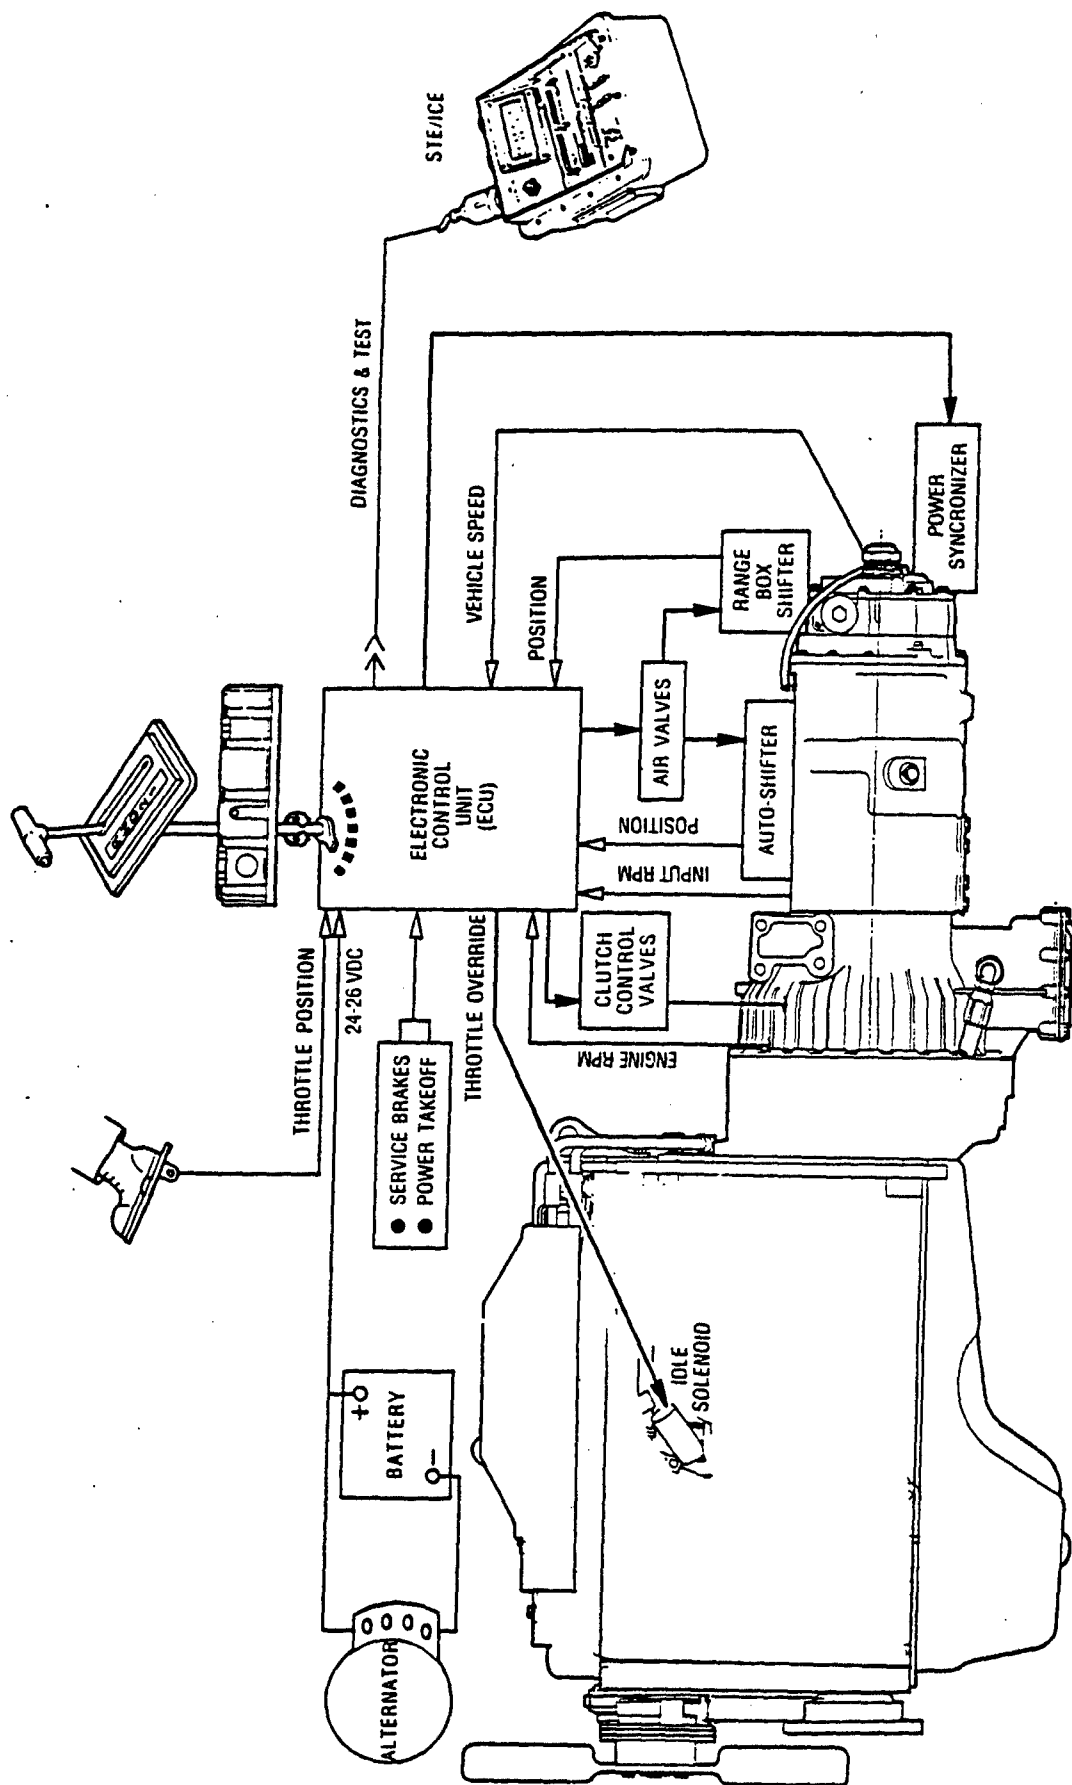 STE/ICE
DIAGNOSTICS & TEST
VEHICLE SPEED
POSITION
RANGE
BOX
SHIFTER
POWER
SYNCRONIZER
AIR VALVES
AUTO-SHIFTER
POSITION
INPUT RPM
ELECTRONIC
CONTROL
UNIT
(ECU)
THROTTLE POSITION
24-26 VDC
● SERVICE BRAKES
● POWER TAKEOFF
THROTTLE OVERRIDE
CLUTCH
CONTROL
VALVES
ENGINE RPM
IDLE
SOLENOID
+
BATTERY
−
ALTERNATOR